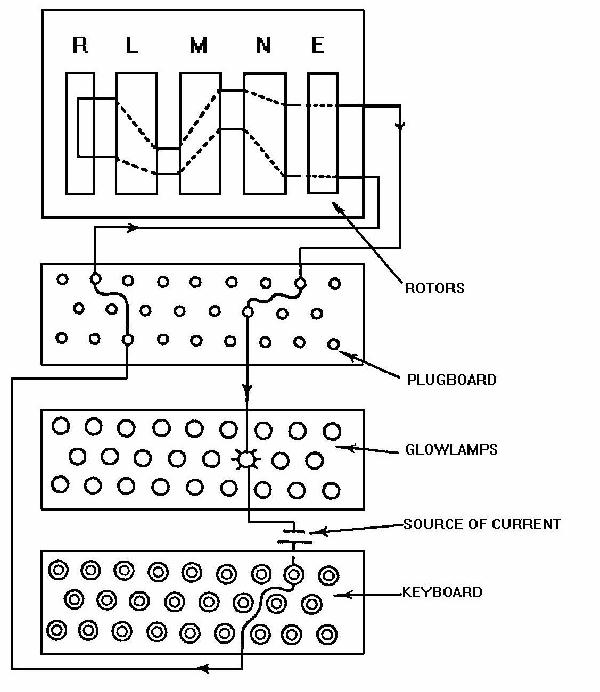 R L M N E
ROTORS
PLUGBOARD
GLOWLAMPS
SOURCE OF CURRENT
KEYBOARD